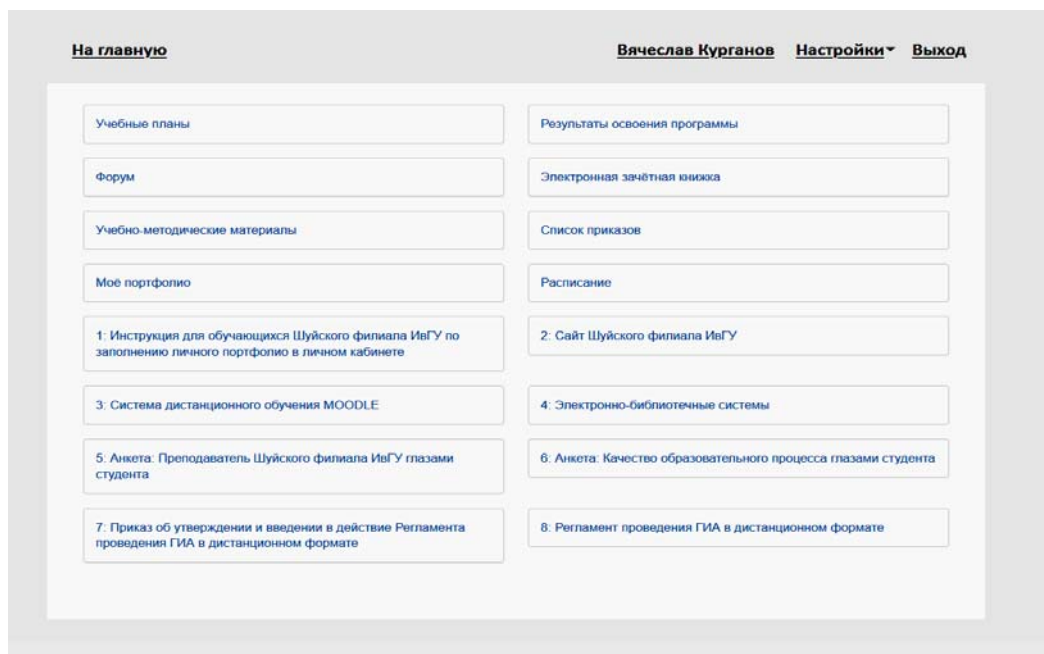 На главную
Вячеслав Курганов Настройки Выход
Учебные планы
Результаты освоения программы
Форум
Электронная зачётная книжка
Учебно-методические материалы
Список приказов
Моё портфолио
Расписание
1: Инструкция для обучающихся Шуйского филиала ИвГУ по
заполнению личного портфолио в личном кабинете
2: Сайт Шуйского филиала ИвГУ
3: Система дистанционного обучения MOODLE
4: Электронно-библиотечные системы
5: Анкета: Преподаватель Шуйского филиала ИвГУ глазами
студента
6: Анкета: Качество образовательного процесса глазами студента
7: Приказ об утверждении и введении в действие Регламента
проведения ГИА в дистанционном формате
8: Регламент проведения ГИА в дистанционном формате